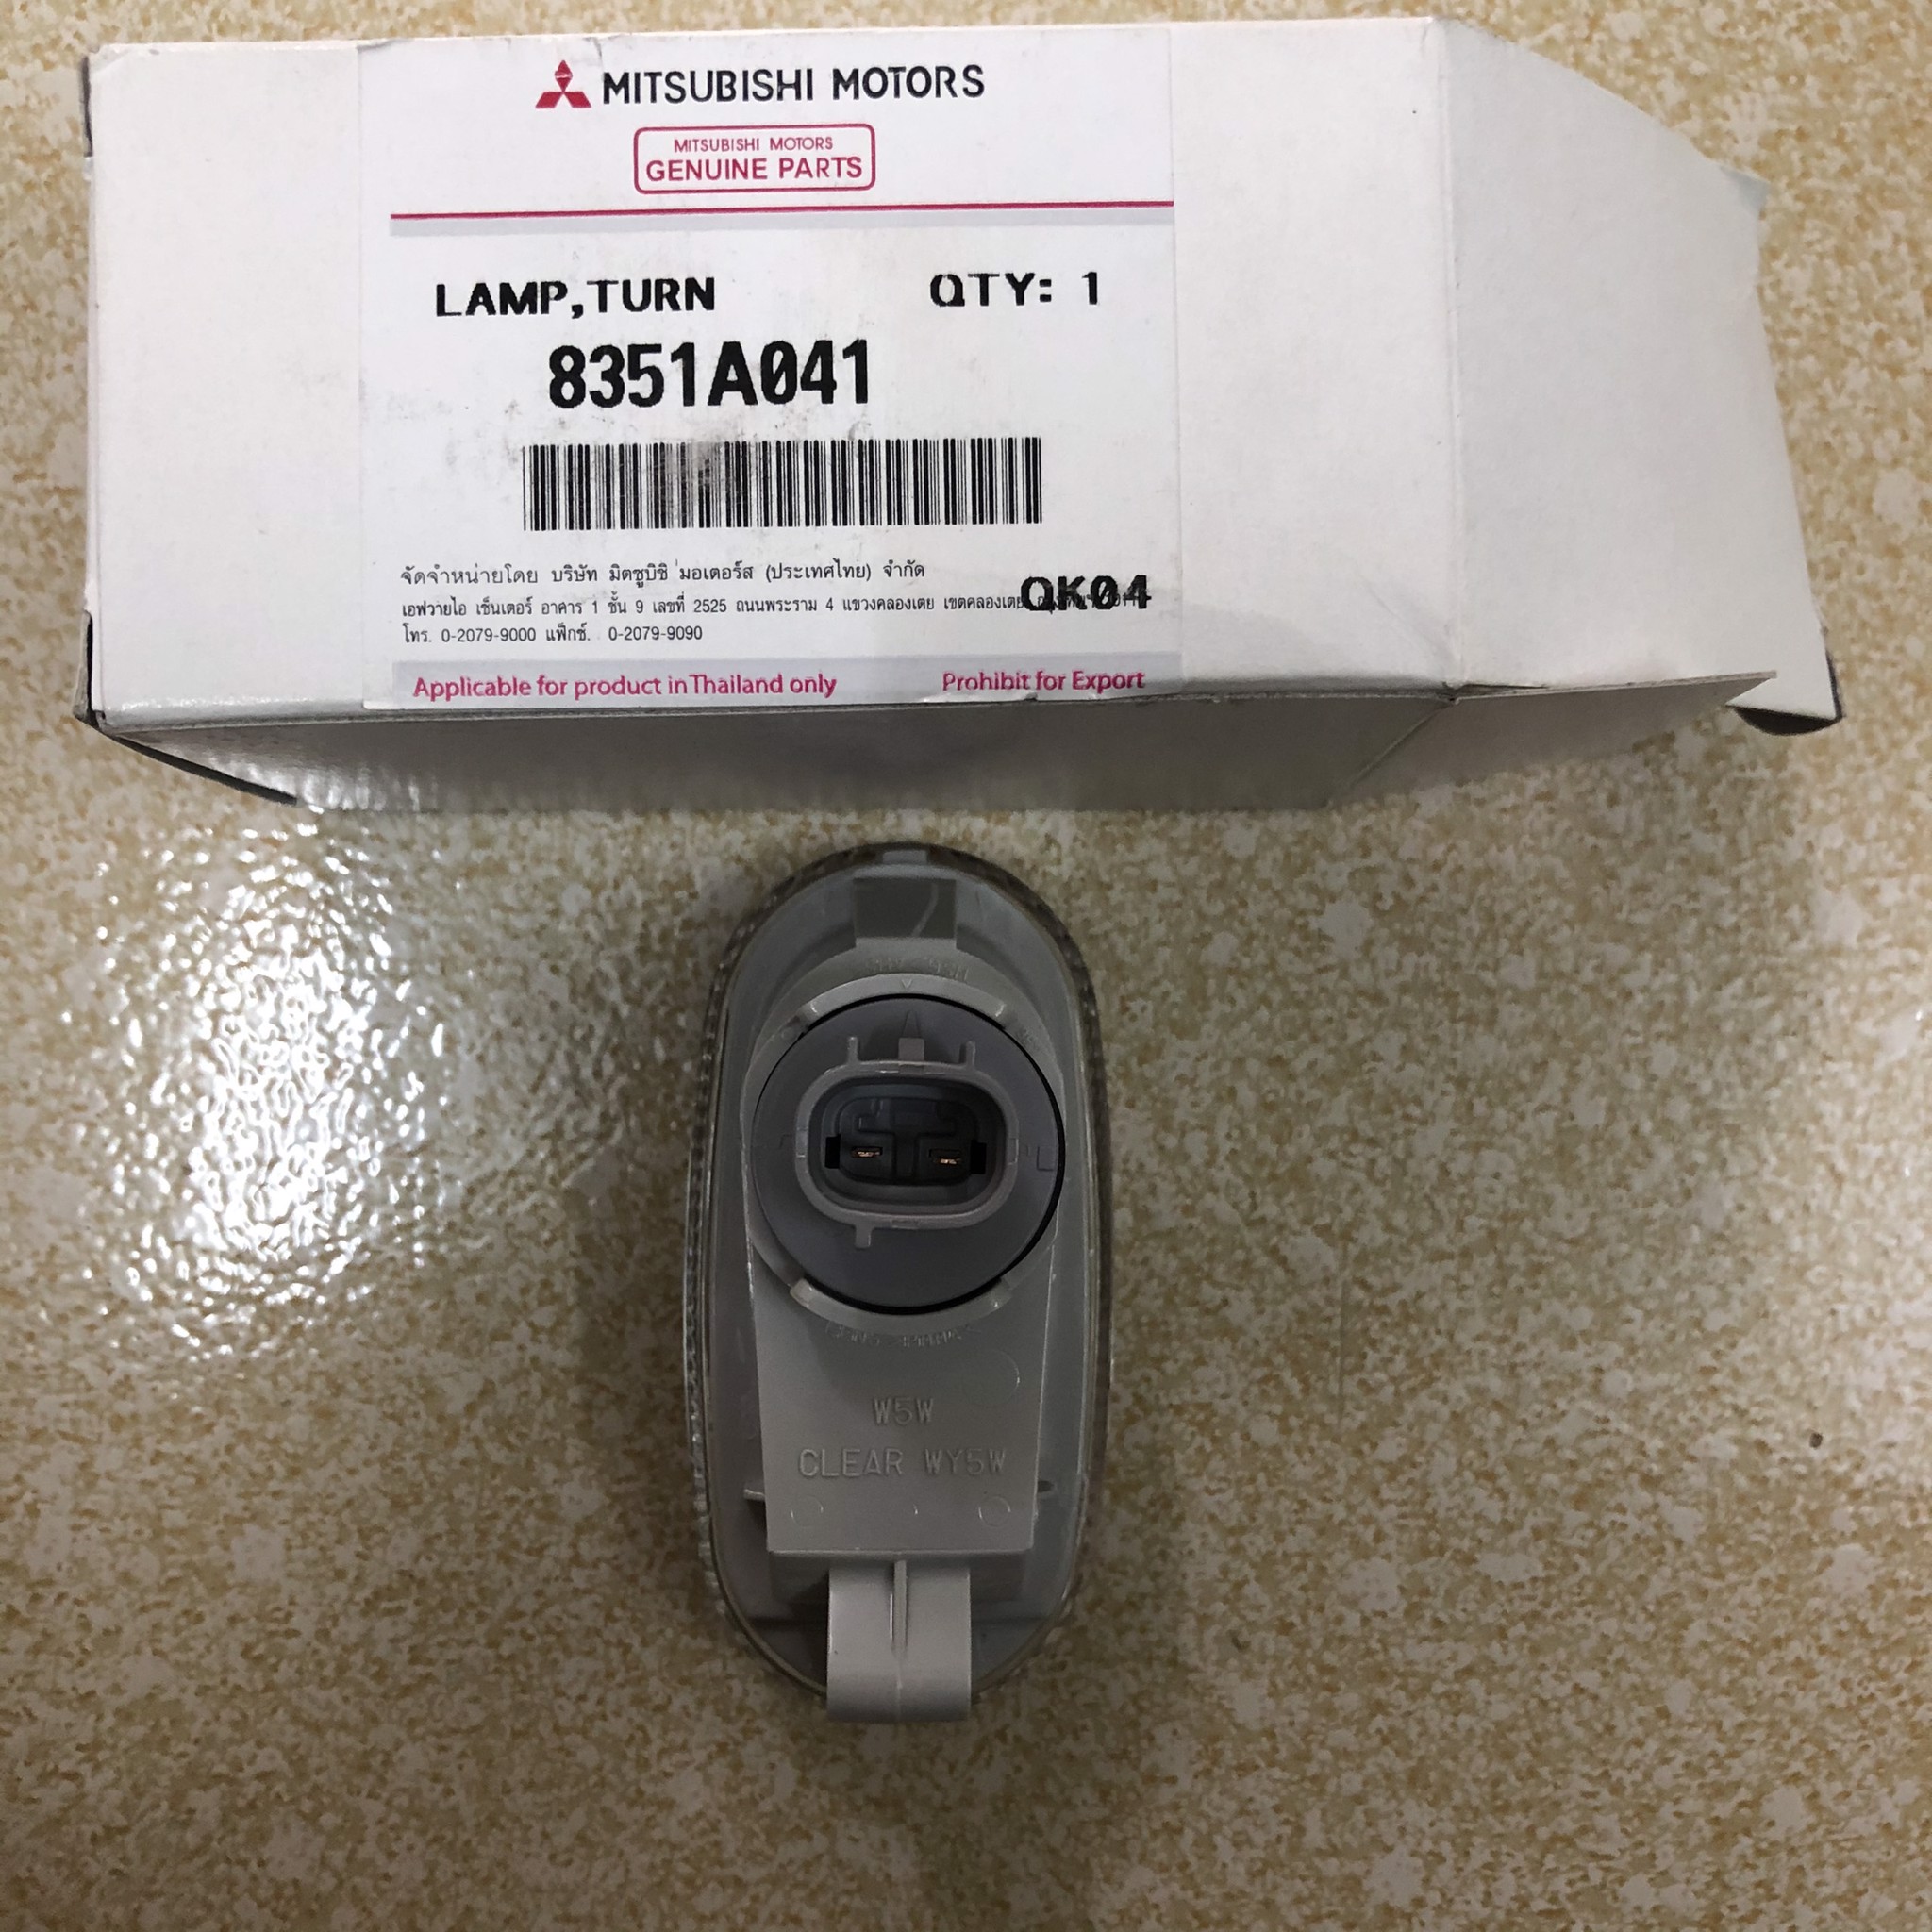 MITSUBISHI MOTORS
MITSUBISHI MOTORS
GENUINE PARTS
LAMP,TURN QTY: 1
8351A041
จัดจำหน่ายโดย บริษัท มิตซูบิชิ มอเตอร์ส (ประเทศไทย) จำกัด
เอฟวายไอ เซ็นเตอร์ อาคาร 1 ชั้น 9 เลขที่ 2525 ถนนพระราม 4 แขวงคลองเตย เขตคลองเตย
QK04
โทร. 0-2079-9000 แฟ็กซ์. 0-2079-9090
Applicable for product in Thailand only Prohibit for Export
W5W
CLEAR WY5W